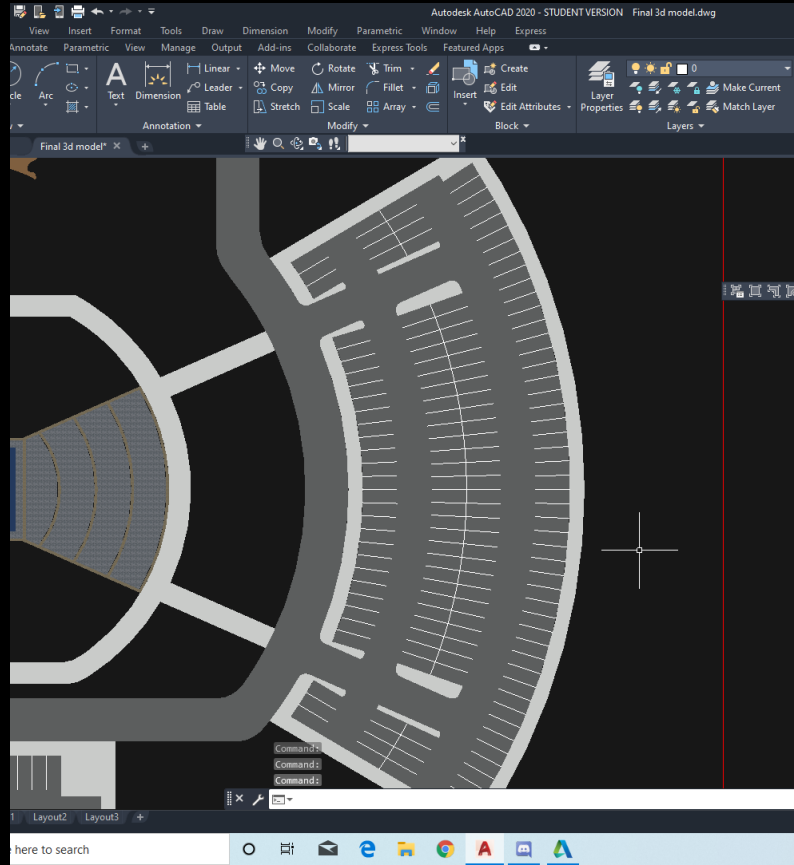 Autodesk AutoCAD 2020 - STUDENT VERSION Final 3d model.dwg
View Insert Format Tools Draw Dimension Modify Parametric Window Help Express
Annotate Parametric View Manage Output Add-ins Collaborate Express Tools Featured Apps
Linear Move Rotate Trim Create 0
cle Arc Text Dimension Leader Copy Mirror Fillet Insert Edit Layer Properties Make Current
Table Stretch Scale Array Edit Attributes Match Layer
Annotation Modify Block Layers
Final 3d model*
Command:
Command:
Command:
1 Layout2 Layout3 +
here to search